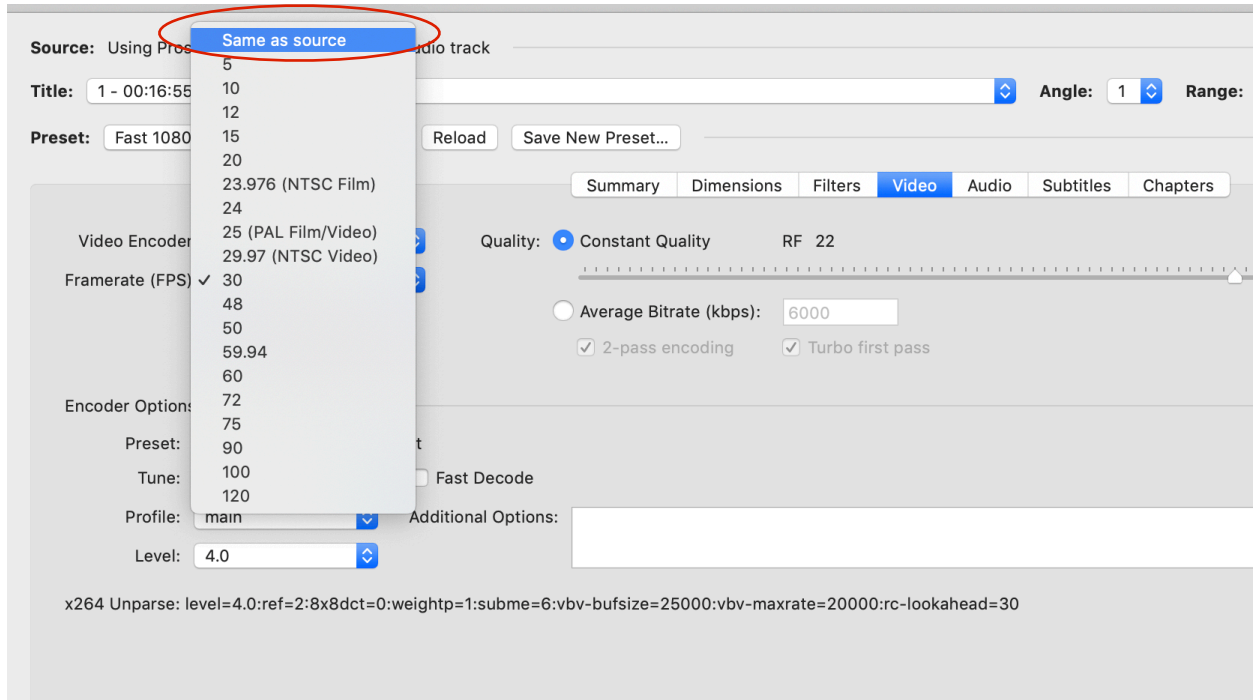 Same as source
Source: Using Pros
dio track
Title: 1 - 00:16:55
Angle: 1 Range:
Preset: Fast 1080
Reload Save New Preset...
5
10
12
15
20
23.976 (NTSC Film)
24
25 (PAL Film/Video)
29.97 (NTSC Video)
✓ 30
48
50
59.94
60
72
75
90
100
120
Summary Dimensions Filters Video Audio Subtitles Chapters
Video Encoder
Quality: Constant Quality RF 22
Framerate (FPS)
Average Bitrate (kbps): 6000
2-pass encoding Turbo first pass
Encoder Options
Preset: t
Tune: Fast Decode
Profile: main Additional Options:
Level: 4.0
x264 Unparse: level=4.0:ref=2:8x8dct=0:weightp=1:subme=6:vbv-bufsize=25000:vbv-maxrate=20000:rc-lookahead=30